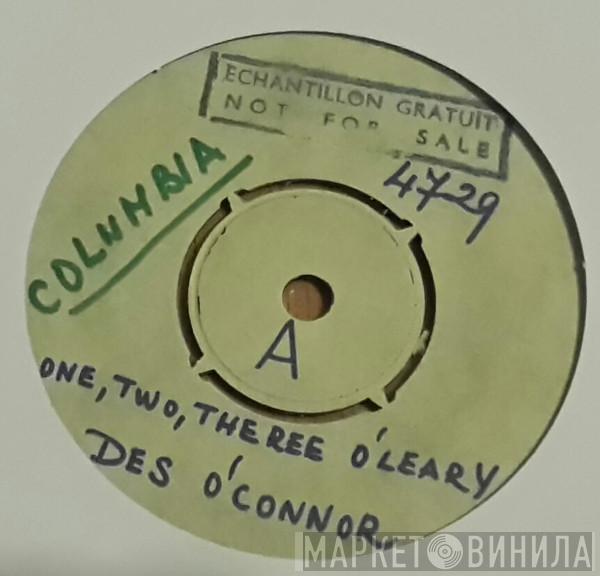 ECHANTILLON GRATUIT
NOT FOR SALE
COLUMBIA
4729
A
ONE, TWO, THEREE O'LEARY
DES O'CONNOR
МАРКЕТ ВИНИЛА